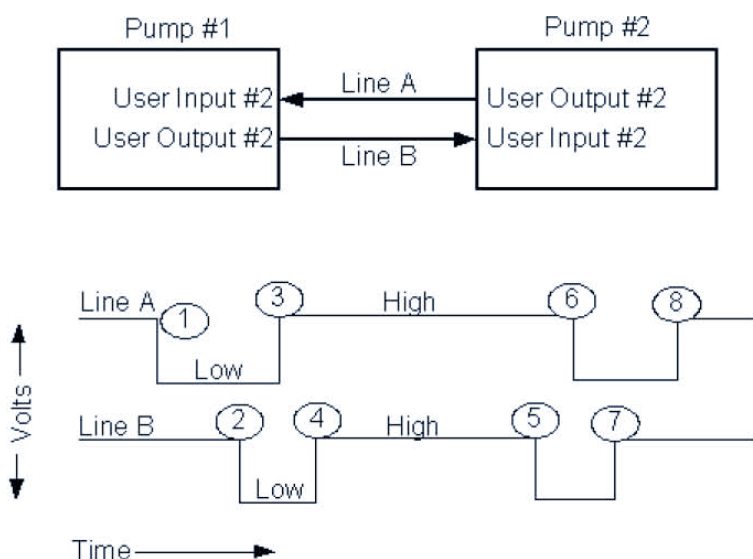 Pump #1 Pump #2
Line A
User Input #2 User Output #2
User Output #2 User Input #2
Line B
Line A 1 3 High 6 8
Low
Volts
Line B 2 4 High 5 7
Low
Time